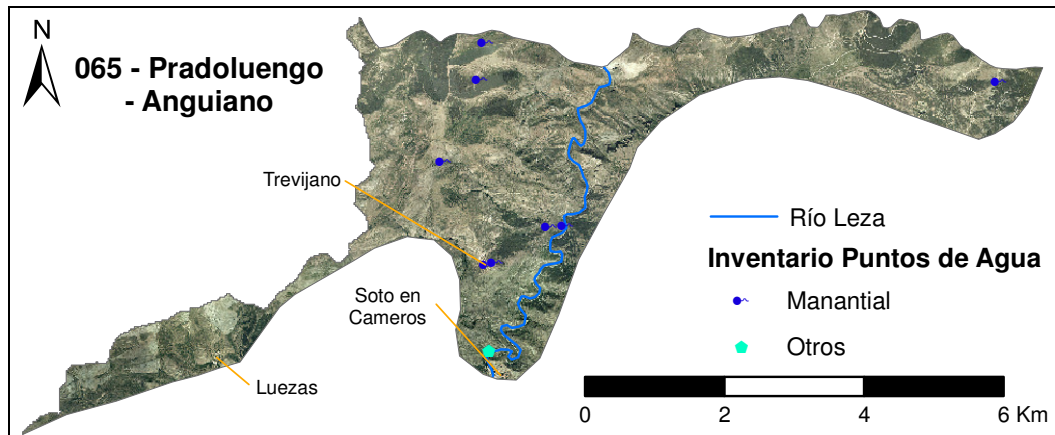 N
065 - Pradoluengo
- Anguiano
Trevijano
Río Leza
Inventario Puntos de Agua
Soto en
Cameros
Manantial
Otros
Luezas
0 2 4 6 Km